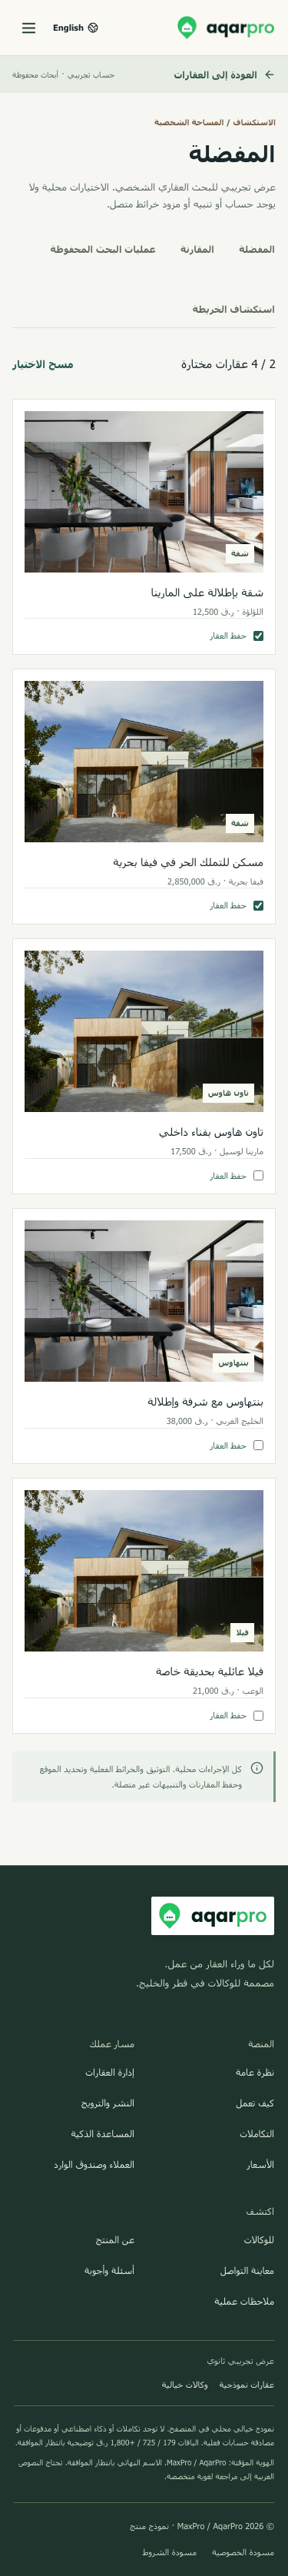 aqarpro
English
العودة إلى العقارات
حساب تجريبي · أبحاث محفوظة
الاستكشاف / المساحة الشخصية
المفضلة
عرض تجريبي للبحث العقاري الشخصي. الاختيارات محلية ولا
يوجد حساب أو تنبيه أو مزود خرائط متصل.
المفضلة
المقارنة
عمليات البحث المحفوظة
استكشاف الخريطة
2 / 4 عقارات مختارة
مسح الاختيار
شقة
شقة بإطلالة على المارينا
اللؤلؤة · ر.ق 12,500
حفظ العقار
شقة
مسكن للتملك الحر في فيفا بحرية
فيفا بحرية · ر.ق 2,850,000
حفظ العقار
تاون هاوس
تاون هاوس بفناء داخلي
مارينا لوسيل · ر.ق 17,500
حفظ العقار
بنتهاوس
بنتهاوس مع شرفة وإطلالة
الخليج الغربي · ر.ق 38,000
حفظ العقار
فيلا
فيلا عائلية بحديقة خاصة
الوعب · ر.ق 21,000
حفظ العقار
كل الإجراءات محلية. التوثيق والخرائط الفعلية وتحديد الموقع
وحفظ المقارنات والتنبيهات غير متصلة.
aqarpro
لكل ما وراء العقار من عمل.
مصممة للوكالات في قطر والخليج.
المنصة
نظرة عامة
كيف تعمل
التكاملات
الأسعار
مسار عملك
إدارة العقارات
النشر والترويج
المساعدة الذكية
العملاء وصندوق الوارد
اكتشف
للوكالات
معاينة التواصل
ملاحظات عملية
عن المنتج
أسئلة وأجوبة
عرض تجريبي ثانوي
عقارات نموذجية
وكالات خيالية
نموذج خيالي محلي في المتصفح. لا توجد تكاملات أو ذكاء اصطناعي أو مدفوعات أو
مصادقة حسابات فعلية. الباقات 179 / 725 / +1,800 ر.ق توضيحية بانتظار الموافقة.
الهوية المؤقتة: MaxPro / AqarPro. الاسم النهائي بانتظار الموافقة. تحتاج النصوص
العربية إلى مراجعة لغوية متخصصة.
© 2026 MaxPro / AqarPro · نموذج منتج
مسودة الخصوصية
مسودة الشروط